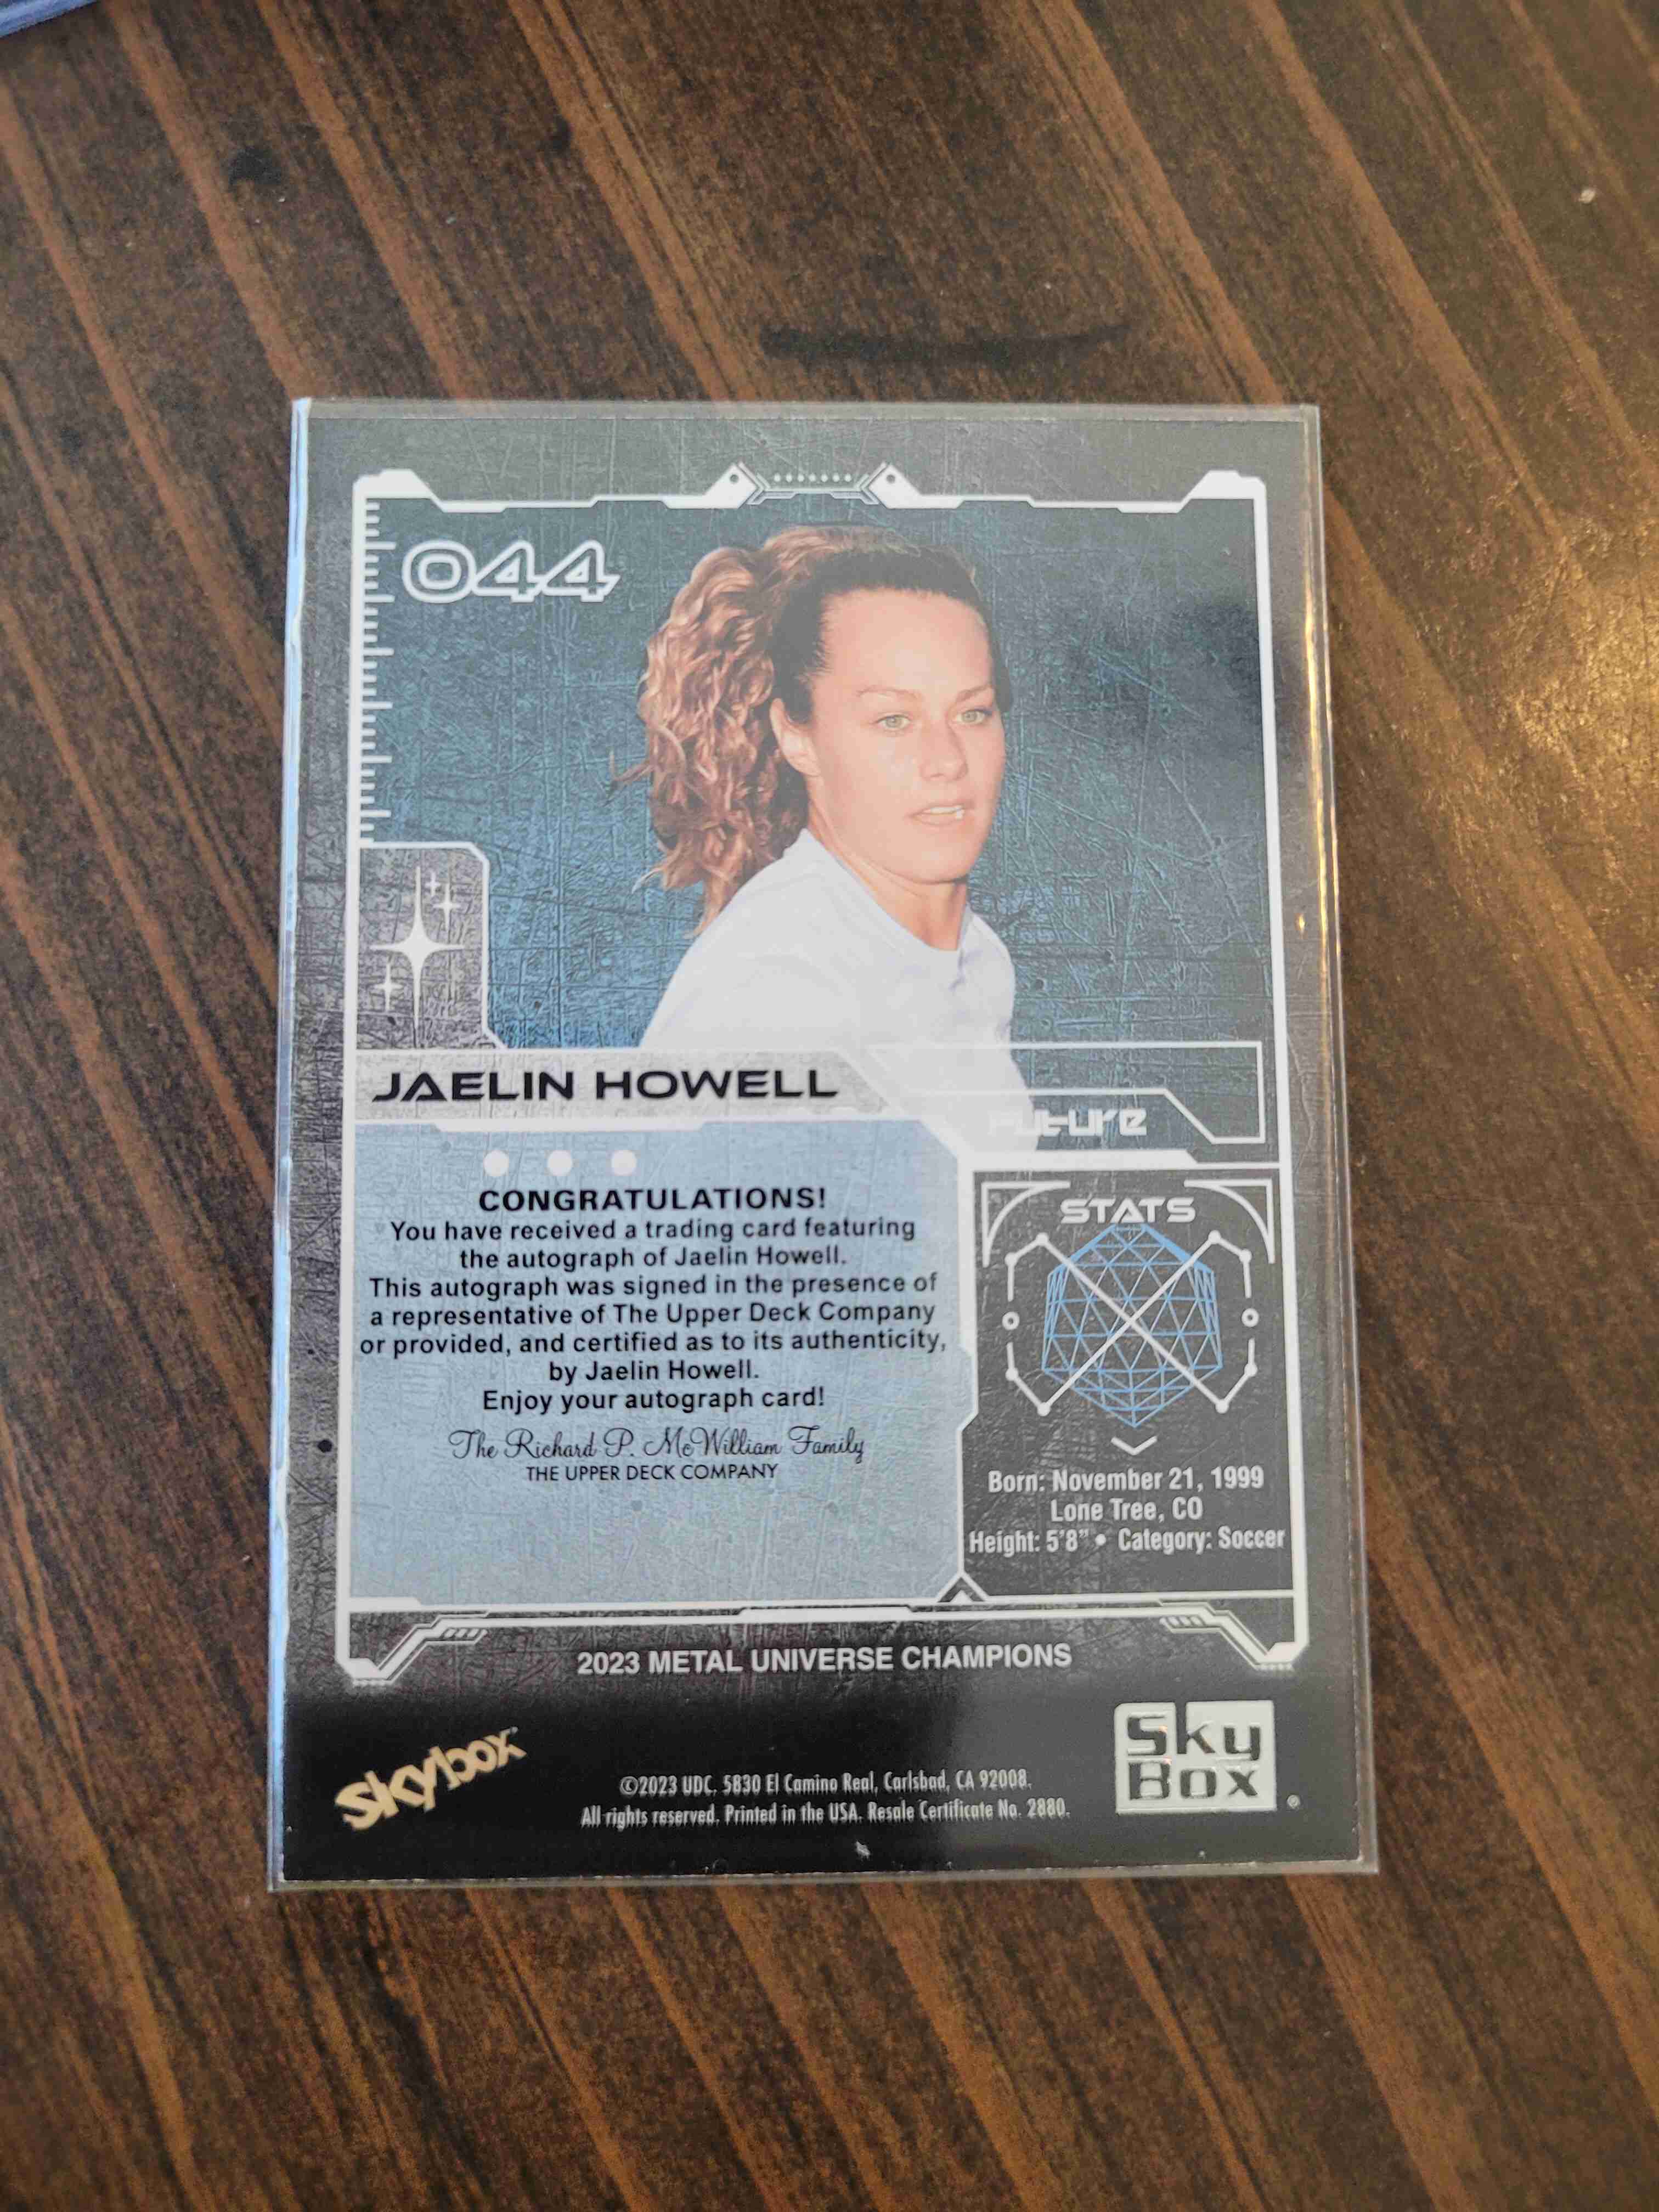 044
JAELIN HOWELL
Future
CONGRATULATIONS!
You have received a trading card featuring
the autograph of Jaelin Howell.
This autograph was signed in the presence of
a representative of The Upper Deck Company
or provided, and certified as to its authenticity,
by Jaelin Howell.
Enjoy your autograph card!
The Richard P. McWilliam Family
THE UPPER DECK COMPANY
STATS
Born: November 21, 1999
Lone Tree, CO
Height: 5'8" • Category: Soccer
2023 METAL UNIVERSE CHAMPIONS
skybox
©2023 UDC. 5830 El Camino Real, Carlsbad, CA 92008.
All rights reserved. Printed in the USA. Resale Certificate No. 2880.
Sky
Box
®